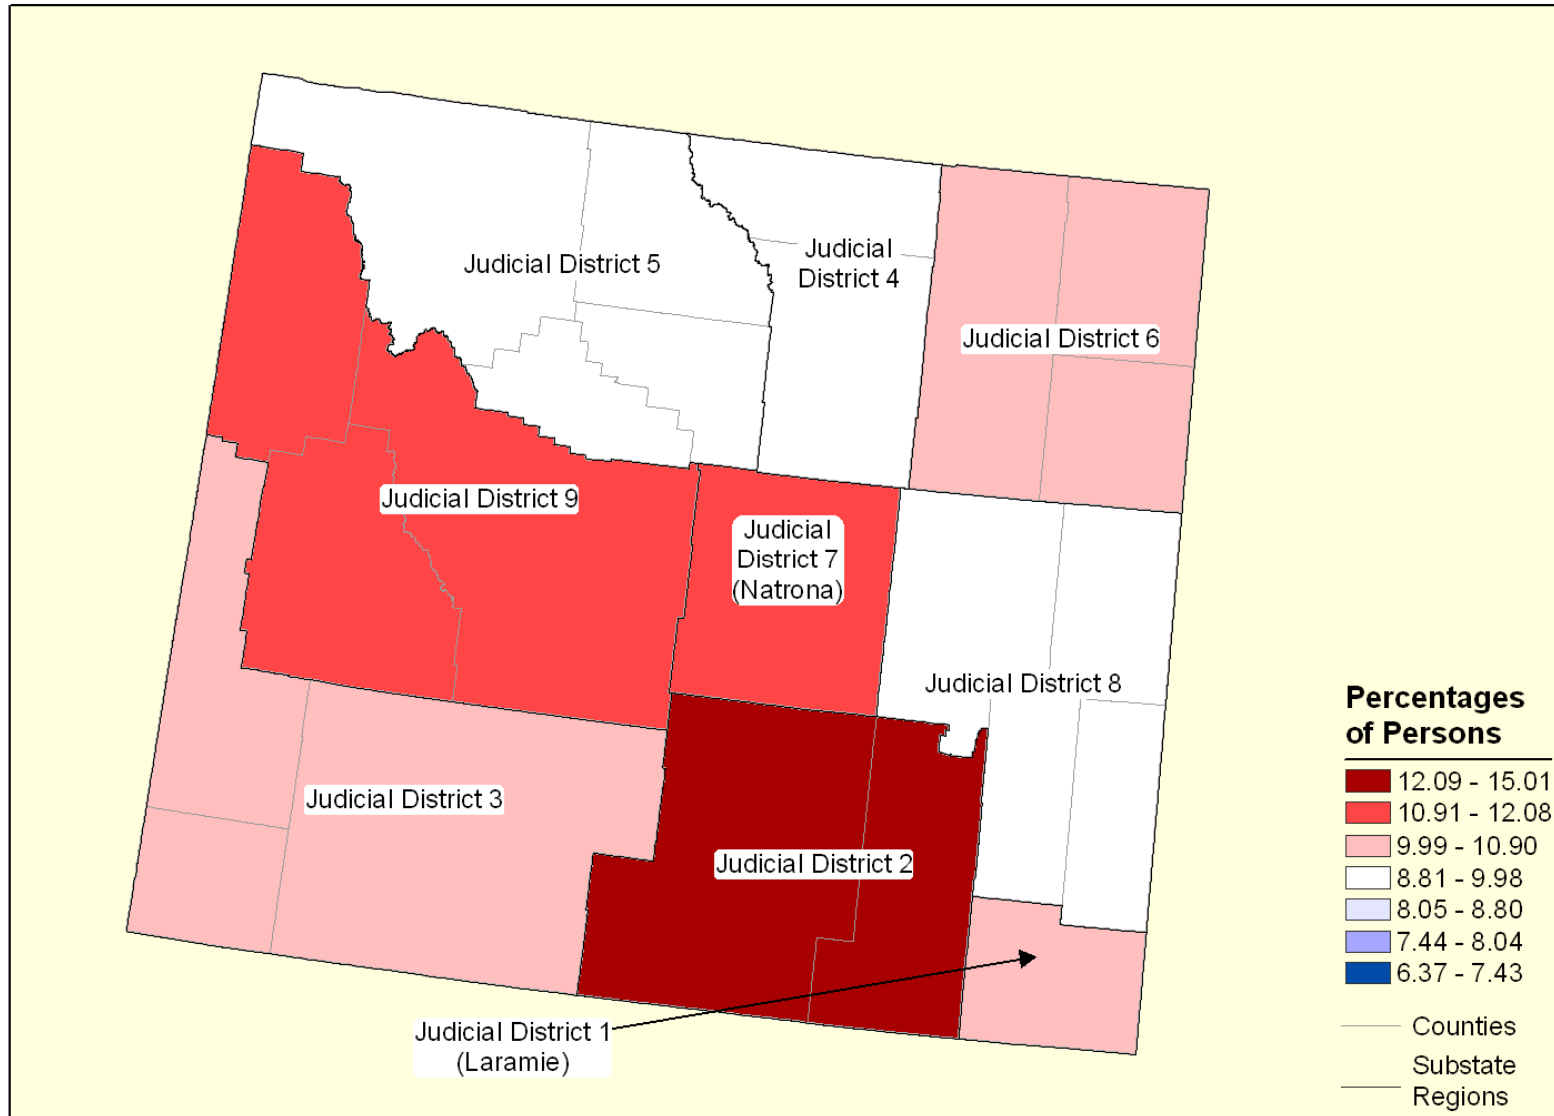 Judicial District 5
Judicial
District 4
Judicial District 6
Judicial District 9
Judicial
District 7
(Natrona)
Judicial District 8
Judicial District 3
Judicial District 2
Judicial District 1
(Laramie)
Percentages
of Persons
12.09 - 15.01
10.91 - 12.08
9.99 - 10.90
8.81 - 9.98
8.05 - 8.80
7.44 - 8.04
6.37 - 7.43
Counties
Substate
Regions